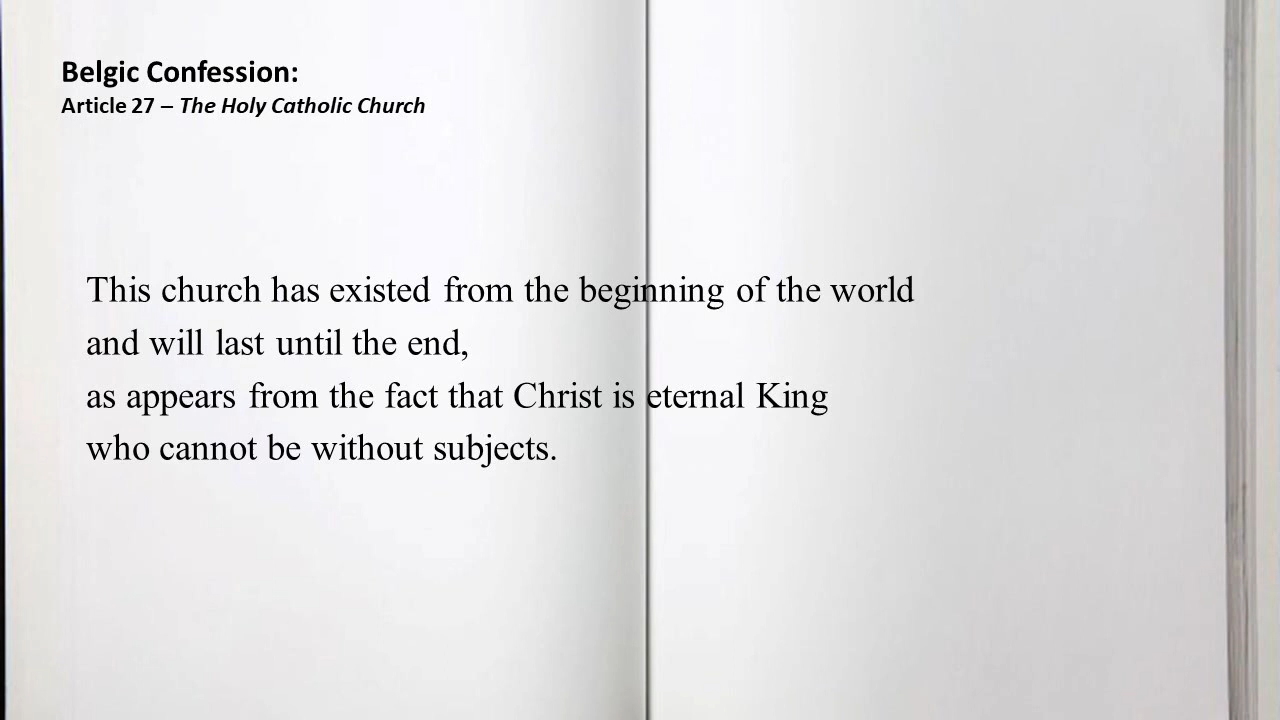 Belgic Confession:
Article 27 – The Holy Catholic Church
This church has existed from the beginning of the world
and will last until the end,
as appears from the fact that Christ is eternal King
who cannot be without subjects.